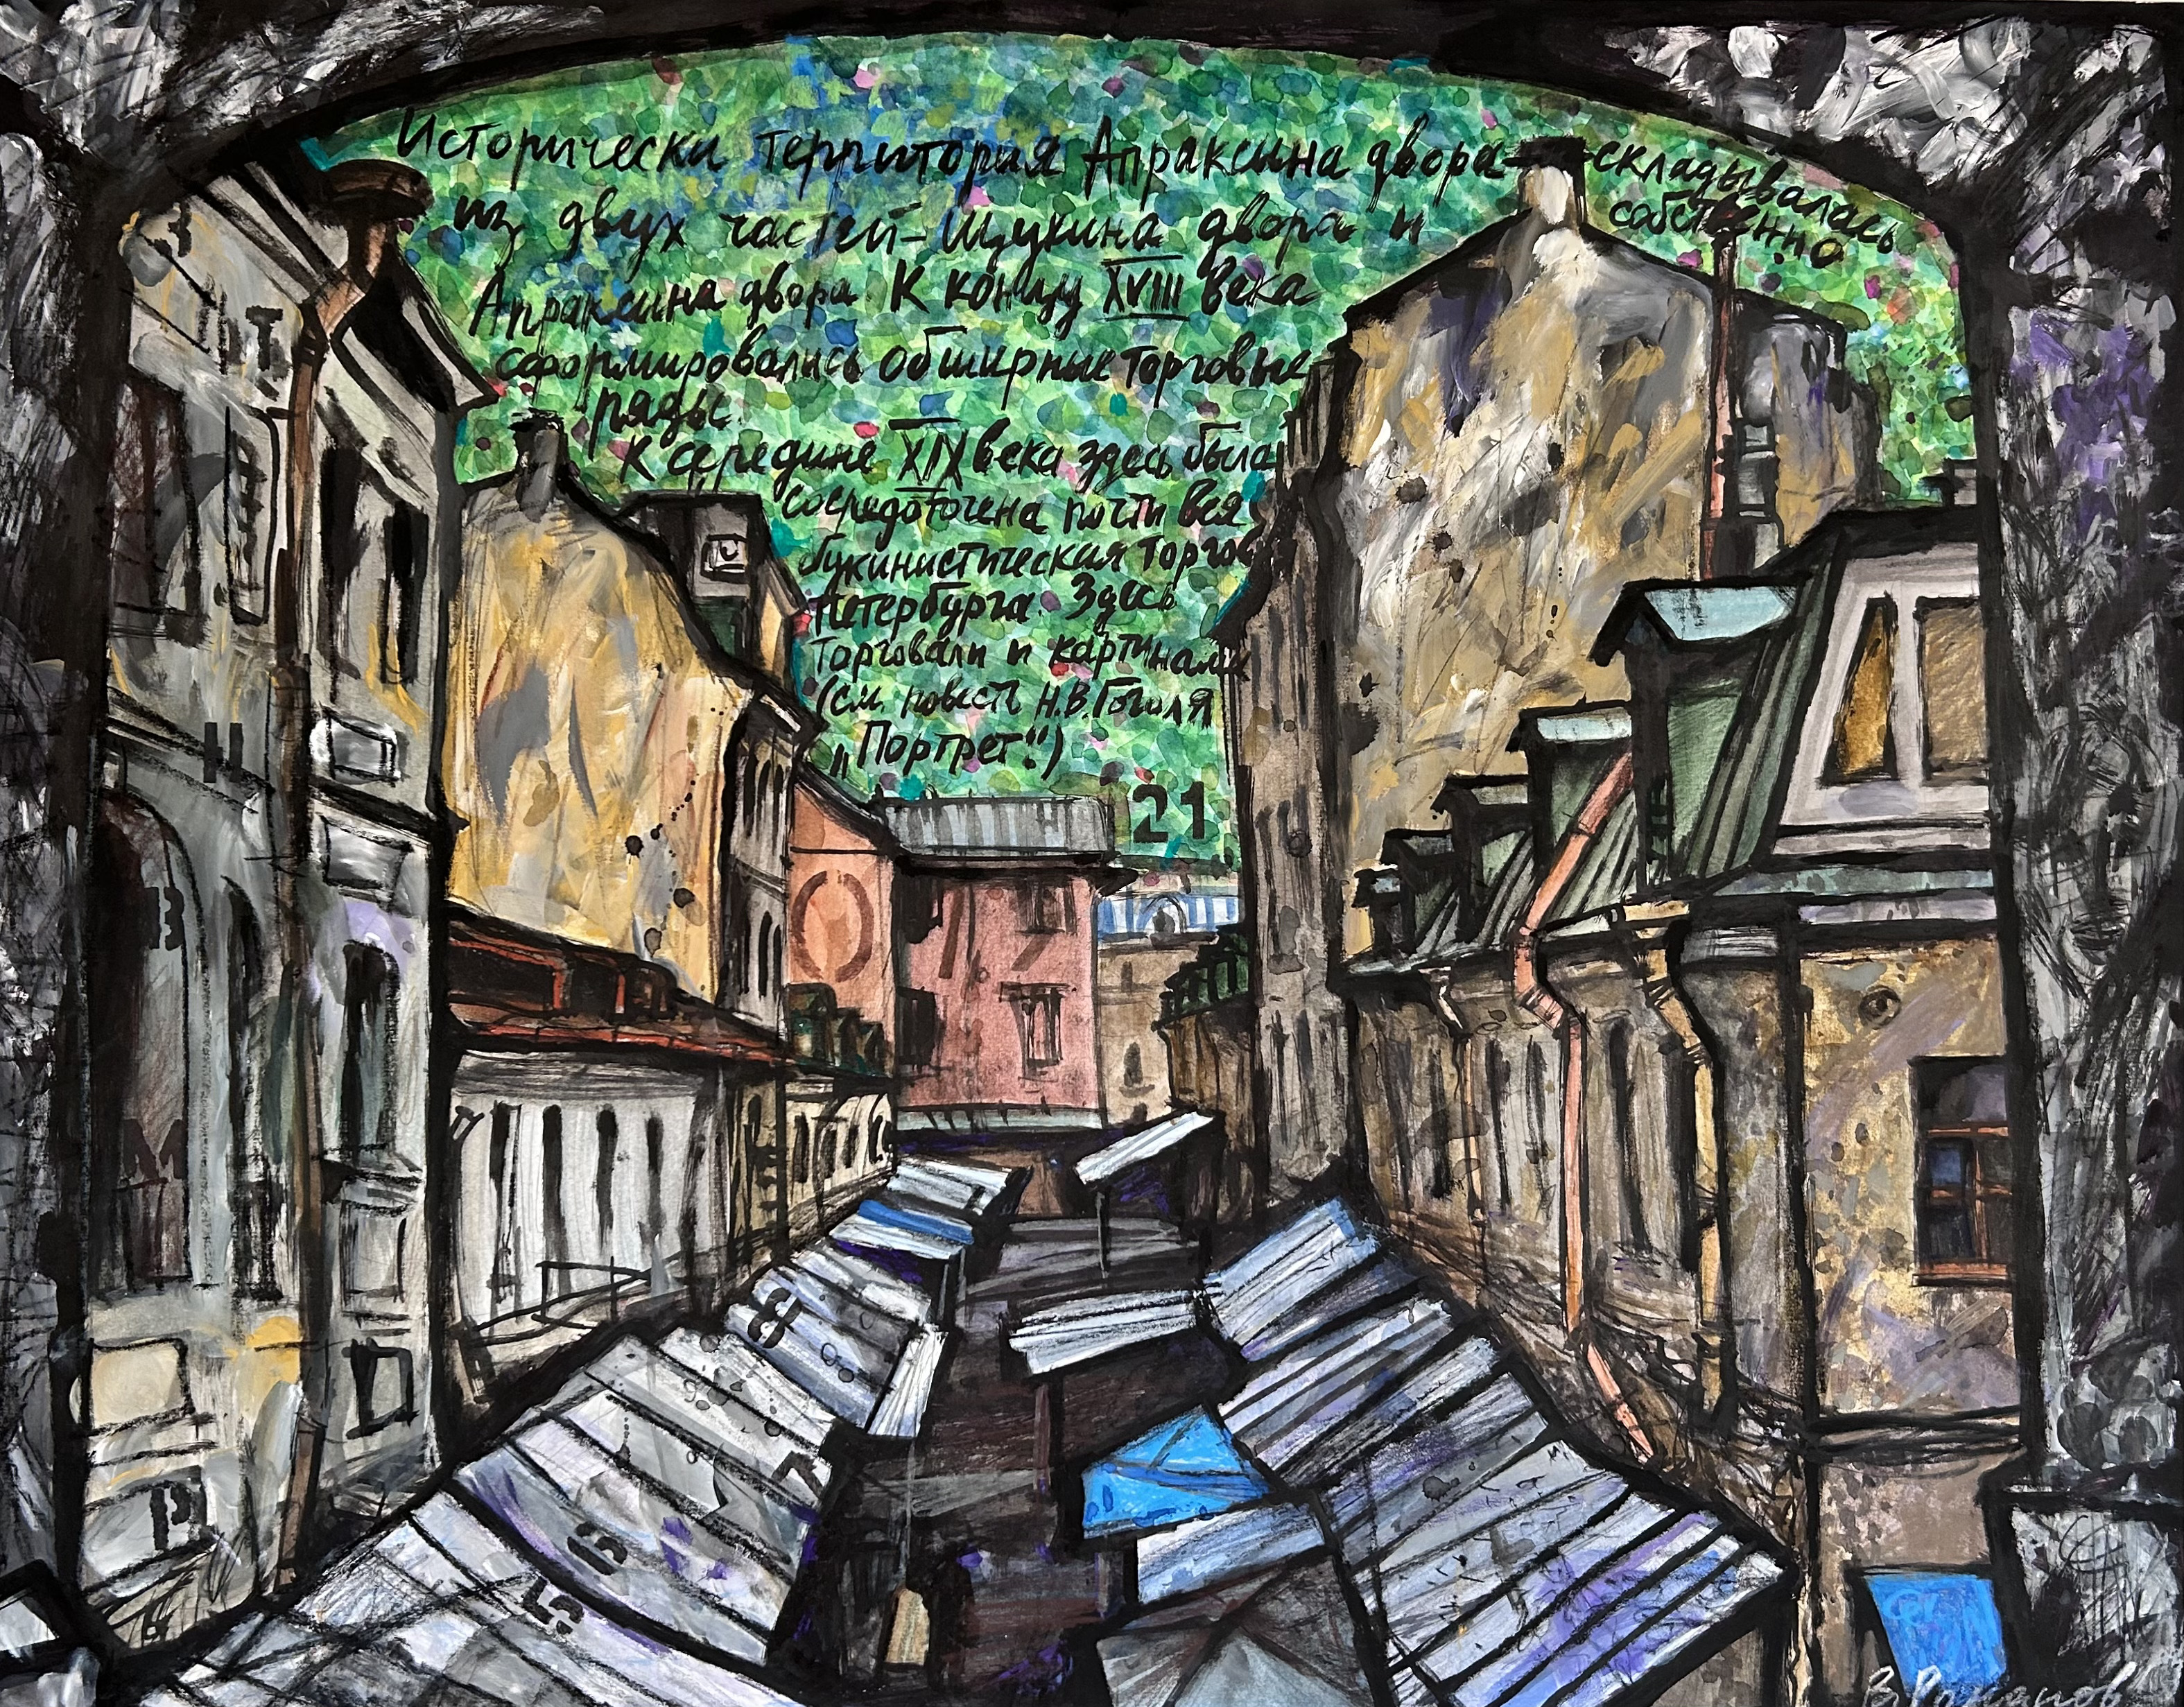 Исторически территория Апраксина двора складывалась
из двух частей – Щукина двора и собственно
Апраксина двора. К концу XVIII века
сформировались обширные торговые
ряды.
К середине XIX века здесь была
сосредоточена почти вся
букинистическая торговля
Петербурга. Здесь
торговали и картинами
(см. повесть Н.В. Гоголя
„Портрет".)
21